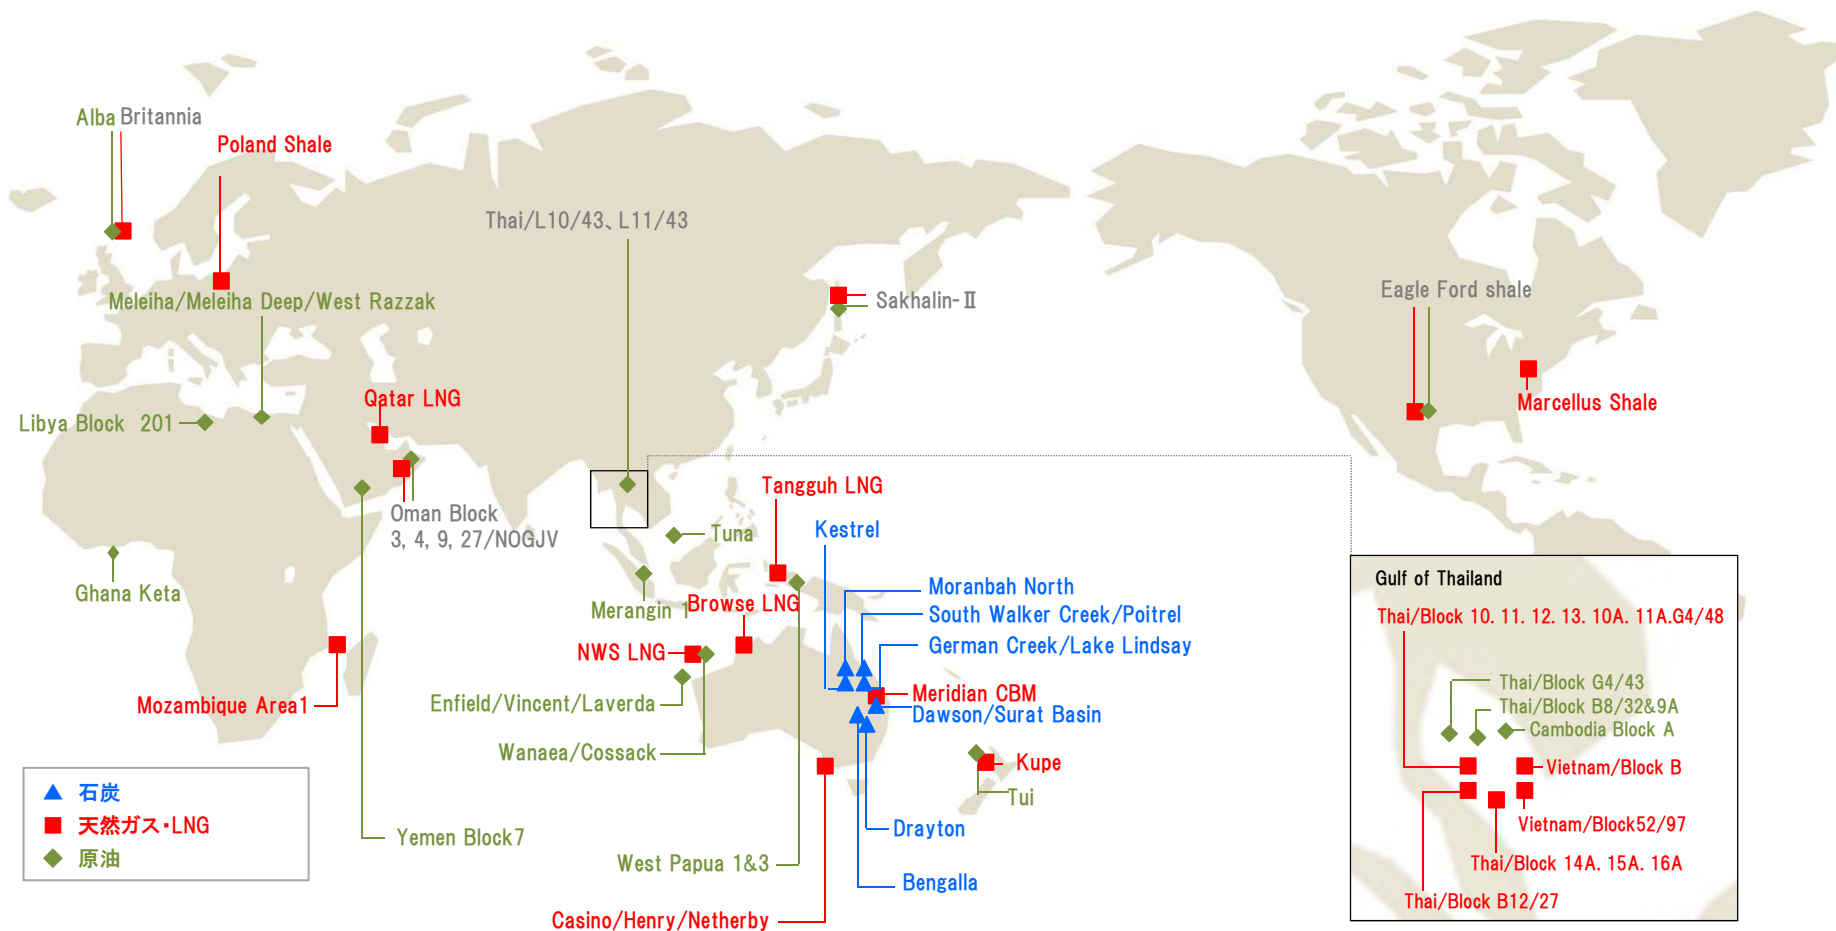 Alba Britannia
Poland Shale
Thai/L10/43、L11/43
Meleiha/Meleiha Deep/West Razzak
Sakhalin-Ⅱ
Eagle Ford shale
Qatar LNG
Marcellus Shale
Libya Block 201
Oman Block
3, 4, 9, 27/NOGJV
Tangguh LNG
Kestrel
Tuna
Ghana Keta
Merangin 1
Browse LNG
Moranbah North
South Walker Creek/Poitrel
German Creek/Lake Lindsay
NWS LNG
Mozambique Area1
Enfield/Vincent/Laverda
Meridian CBM
Dawson/Surat Basin
Wanaea/Cossack
Kupe
Tui
Yemen Block7
Drayton
West Papua 1&3
Bengalla
Casino/Henry/Netherby
石炭
天然ガス・LNG
原油
Gulf of Thailand
Thai/Block 10. 11. 12. 13. 10A. 11A.G4/48
Thai/Block G4/43
Thai/Block B8/32&9A
Cambodia Block A
Vietnam/Block B
Vietnam/Block52/97
Thai/Block 14A. 15A. 16A
Thai/Block B12/27